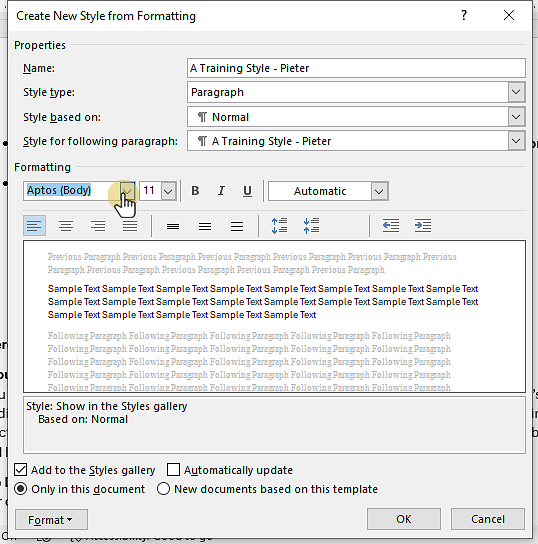 Create New Style from Formatting
Properties
Name: A Training Style - Pieter
Style type: Paragraph
Style based on: ¶ Normal
Style for following paragraph: ¶ A Training Style - Pieter
Formatting
Aptos (Body) 11 B I U Automatic
Previous Paragraph Previous Paragraph Previous Paragraph Previous Paragraph Previous Paragraph Previous
Paragraph Previous Paragraph Previous Paragraph Previous Paragraph Previous Paragraph
Sample Text Sample Text Sample Text Sample Text Sample Text Sample Text Sample Text Sample Text
Sample Text Sample Text Sample Text Sample Text Sample Text Sample Text Sample Text Sample Text
Sample Text Sample Text Sample Text Sample Text Sample Text
Following Paragraph Following Paragraph Following Paragraph Following Paragraph Following Paragraph
Following Paragraph Following Paragraph Following Paragraph Following Paragraph Following Paragraph
Following Paragraph Following Paragraph Following Paragraph Following Paragraph Following Paragraph
Following Paragraph Following Paragraph Following Paragraph Following Paragraph Following Paragraph
Following Paragraph Following Paragraph Following Paragraph Following Paragraph Following Paragraph
Style: Show in the Styles gallery
Based on: Normal
Add to the Styles gallery Automatically update
Only in this document New documents based on this template
Format OK Cancel